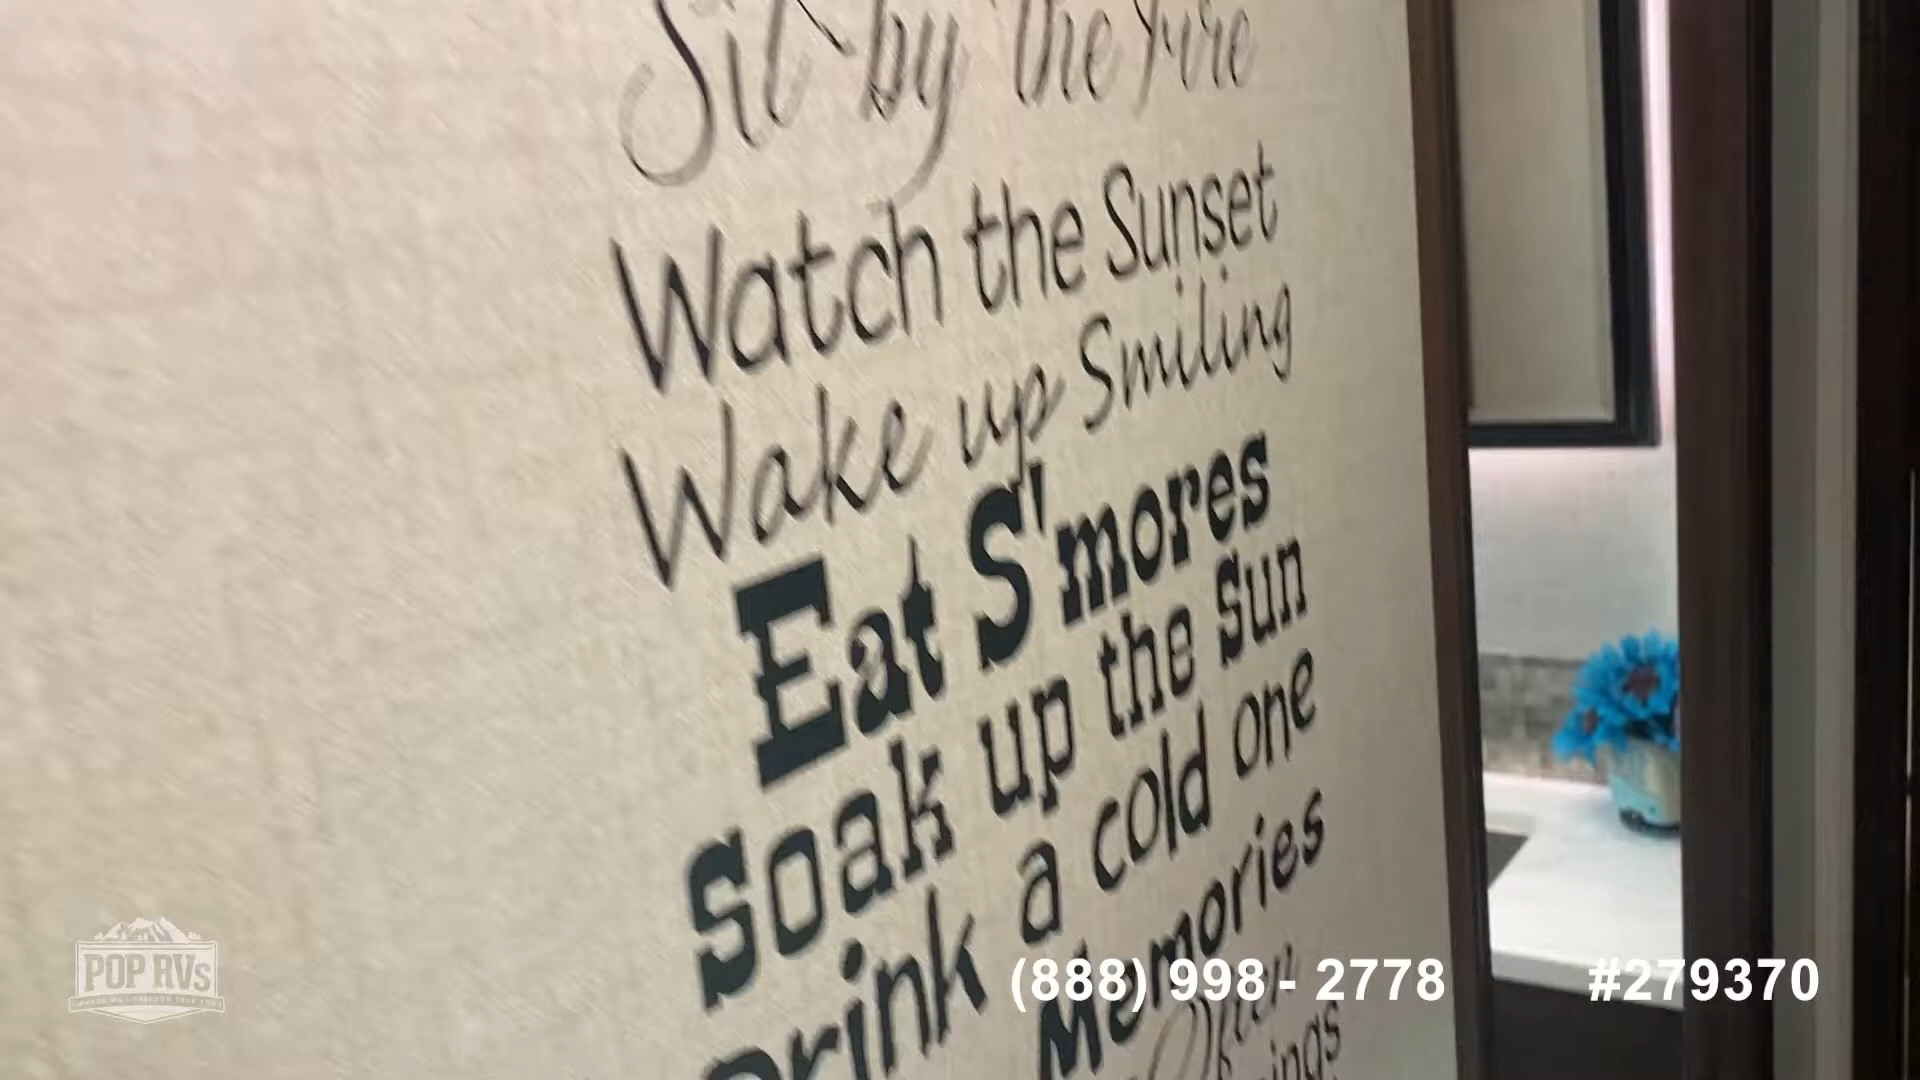 Sit by the Fire
Watch the Sunset
Wake up Smiling
Eat S'mores
Soak up the Sun
Drink a cold one
Memories
Often
POP RVs
(888) 998 - 2778
#279370